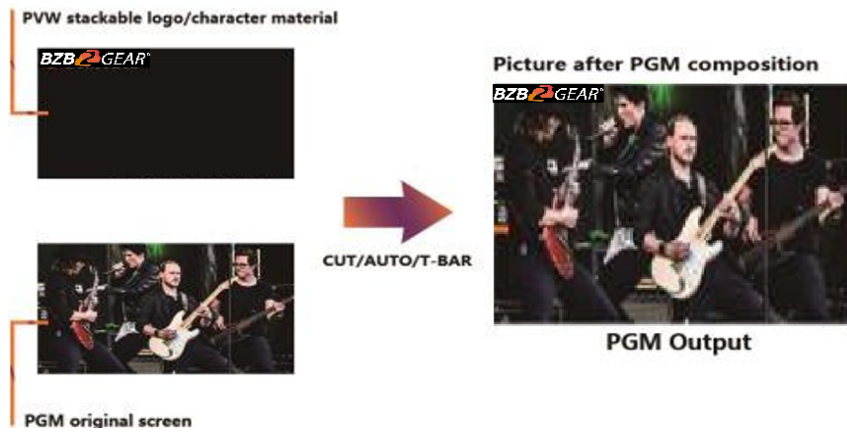 PVW stackable logo/character material
BZB GEAR
Picture after PGM composition
BZB GEAR
CUT/AUTO/T-BAR
PGM Output
PGM original screen